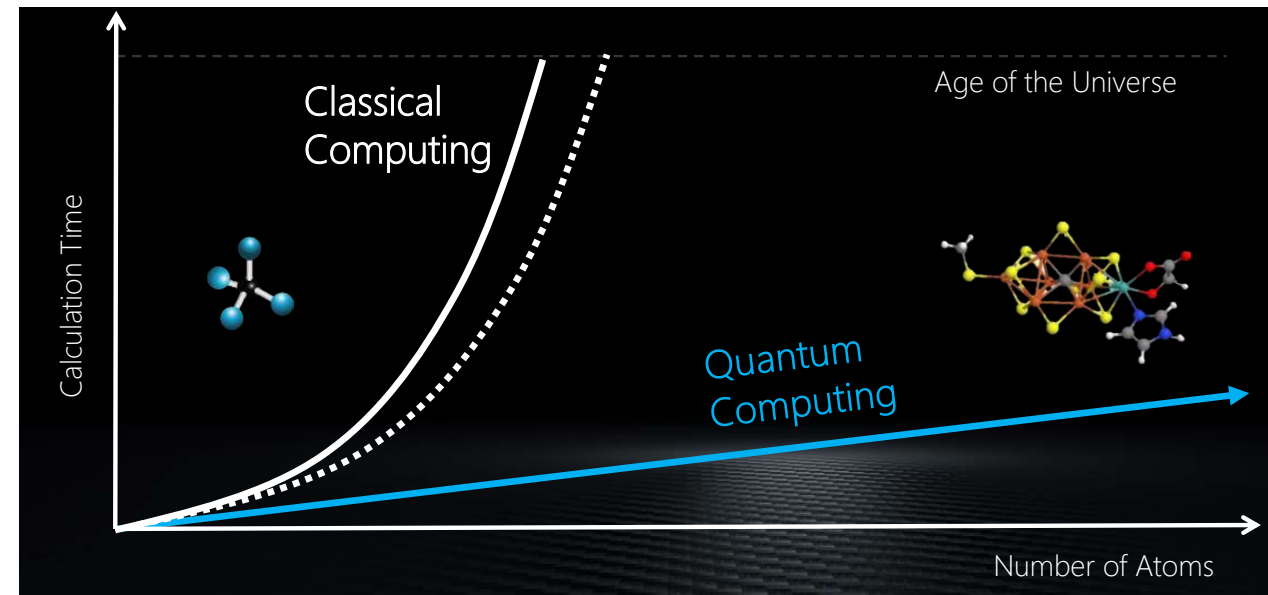 Age of the Universe
Classical
Computing
Calculation Time
Quantum
Computing
Number of Atoms